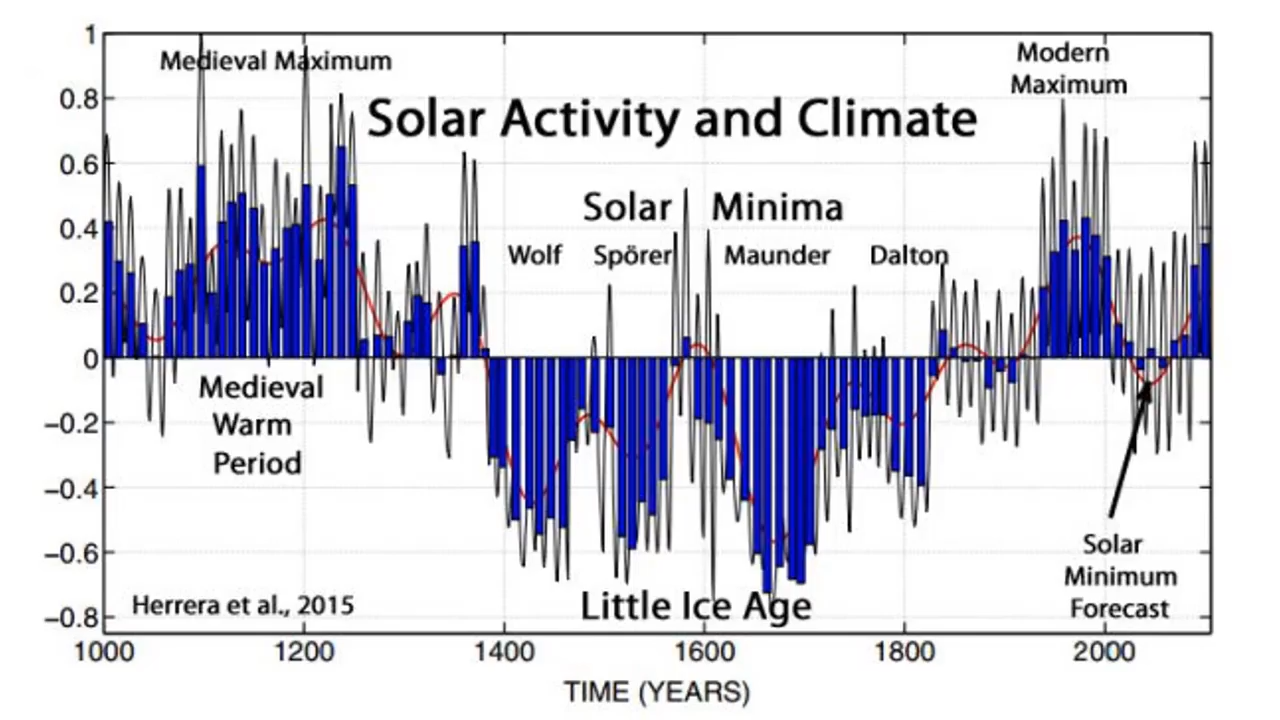 1
Medieval Maximum
Modern
Maximum
0.8
Solar Activity and Climate
0.6
Solar Minima
0.4
Wolf Spörer Maunder Dalton
0.2
0
Medieval
Warm
Period
−0.2
−0.4
Solar
Minimum
Forecast
−0.6
Herrera et al., 2015
Little Ice Age
−0.8
1000 1200 1400 1600 1800 2000
TIME (YEARS)